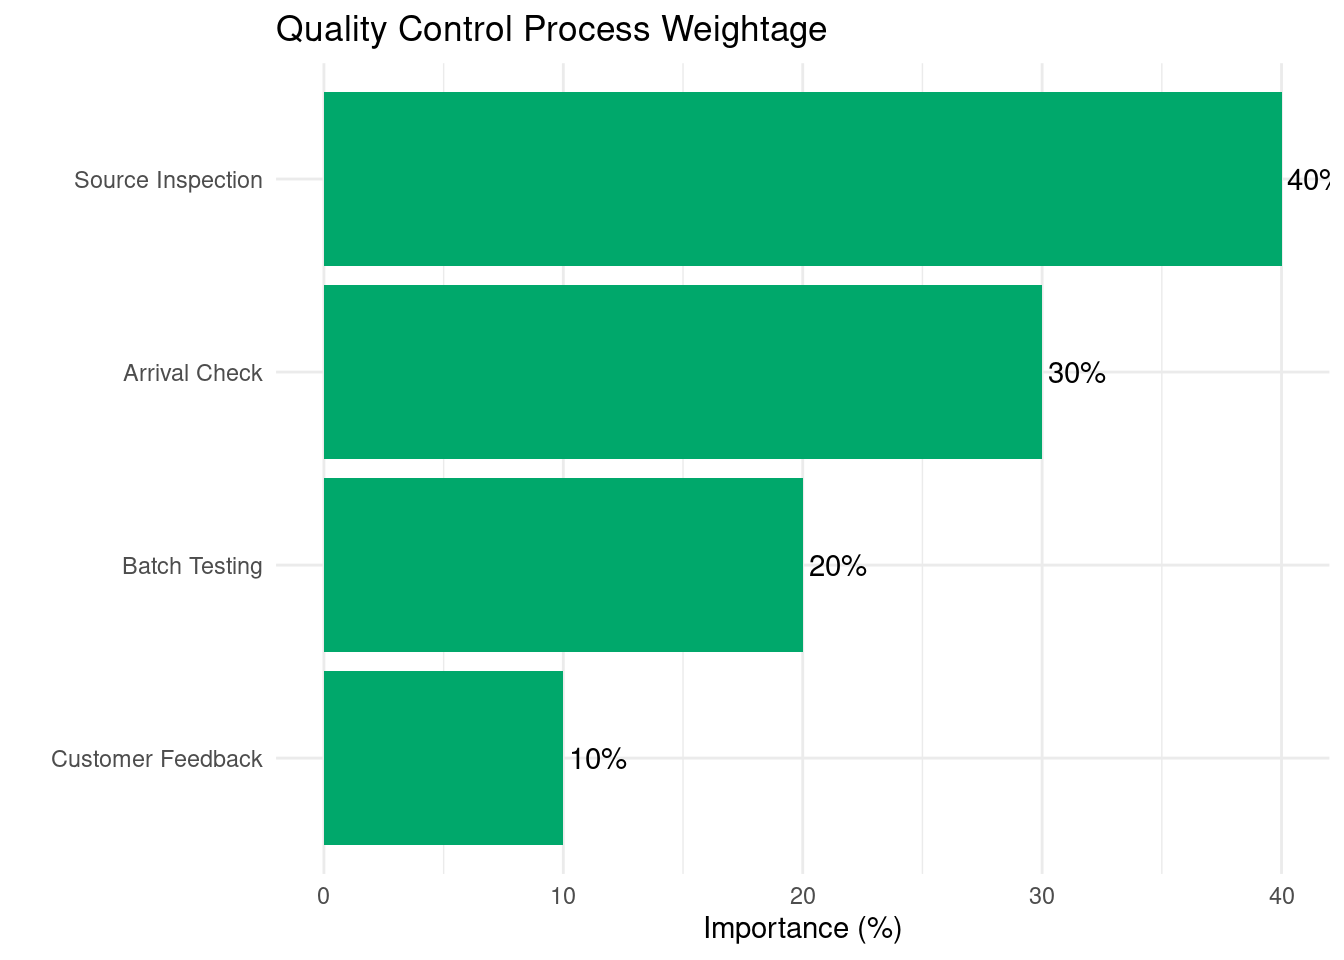 Quality Control Process Weightage
Source Inspection
40%
Arrival Check
30%
Batch Testing
20%
Customer Feedback
10%
0 10 20 30 40
Importance (%)